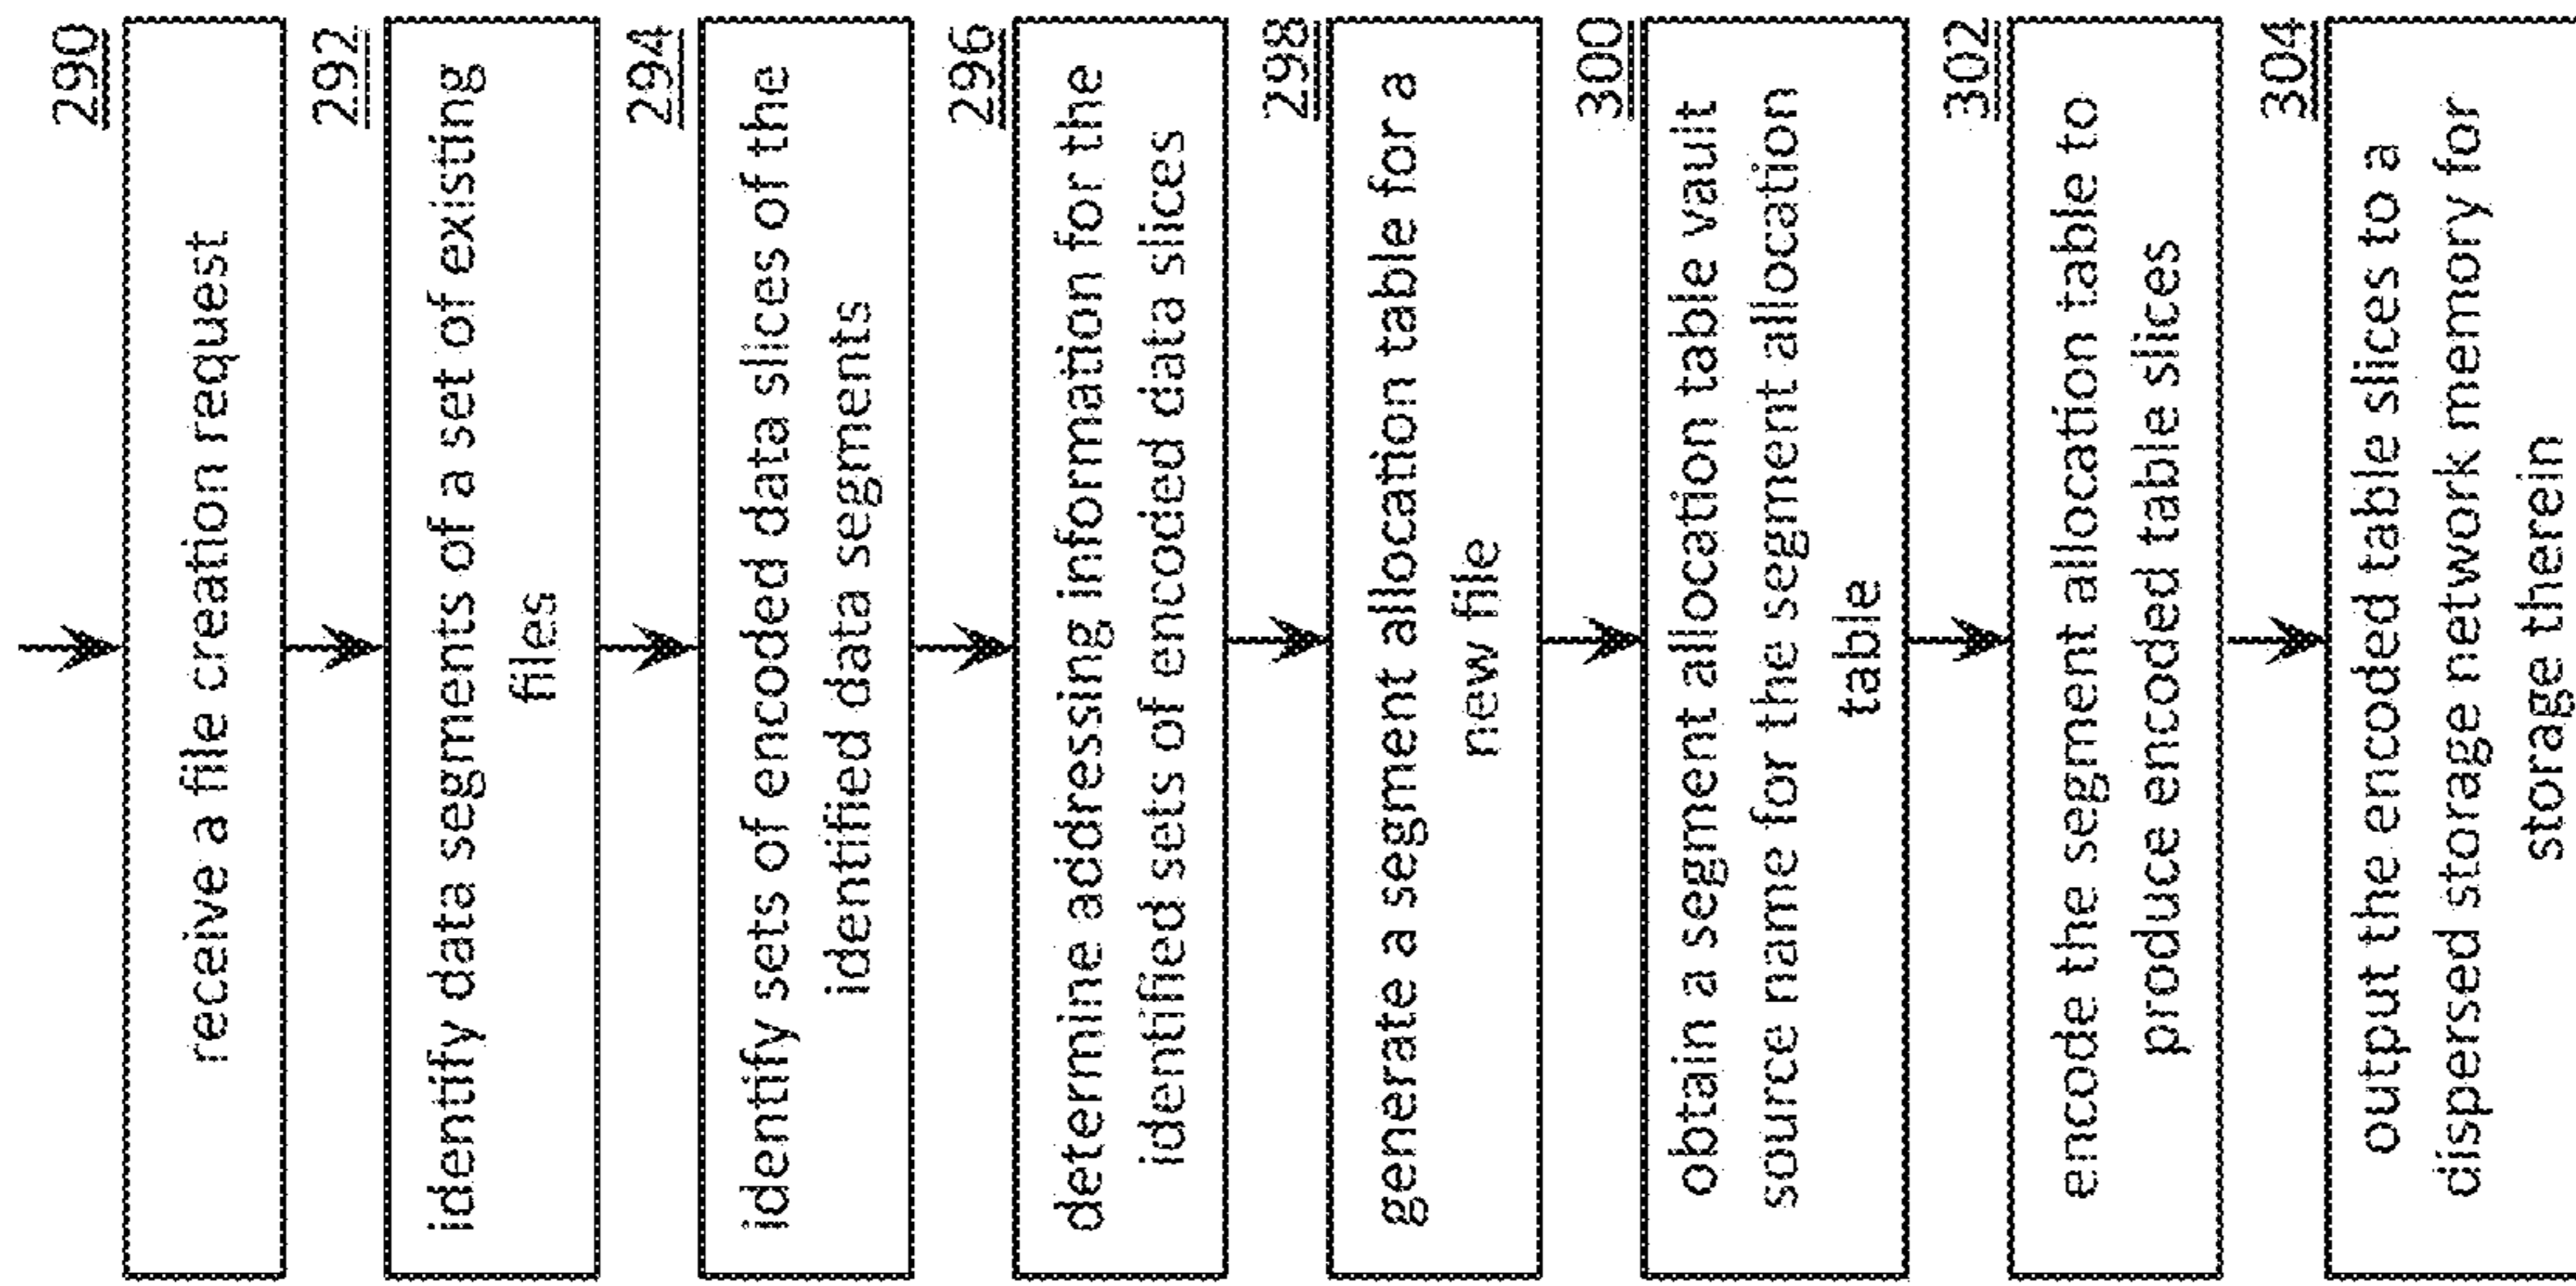 290
receive a file creation request
292
identify data segments of a set of existing
files
294
identify sets of encoded data slices of the
identified data segments
296
determine addressing information for the
identified sets of encoded data slices
298
generate a segment allocation table for a
new file
300
obtain a segment allocation table vault
source name for the segment allocation
table
302
encode the segment allocation table to
produce encoded table slices
304
output the encoded table slices to a
dispersed storage network memory for
storage therein